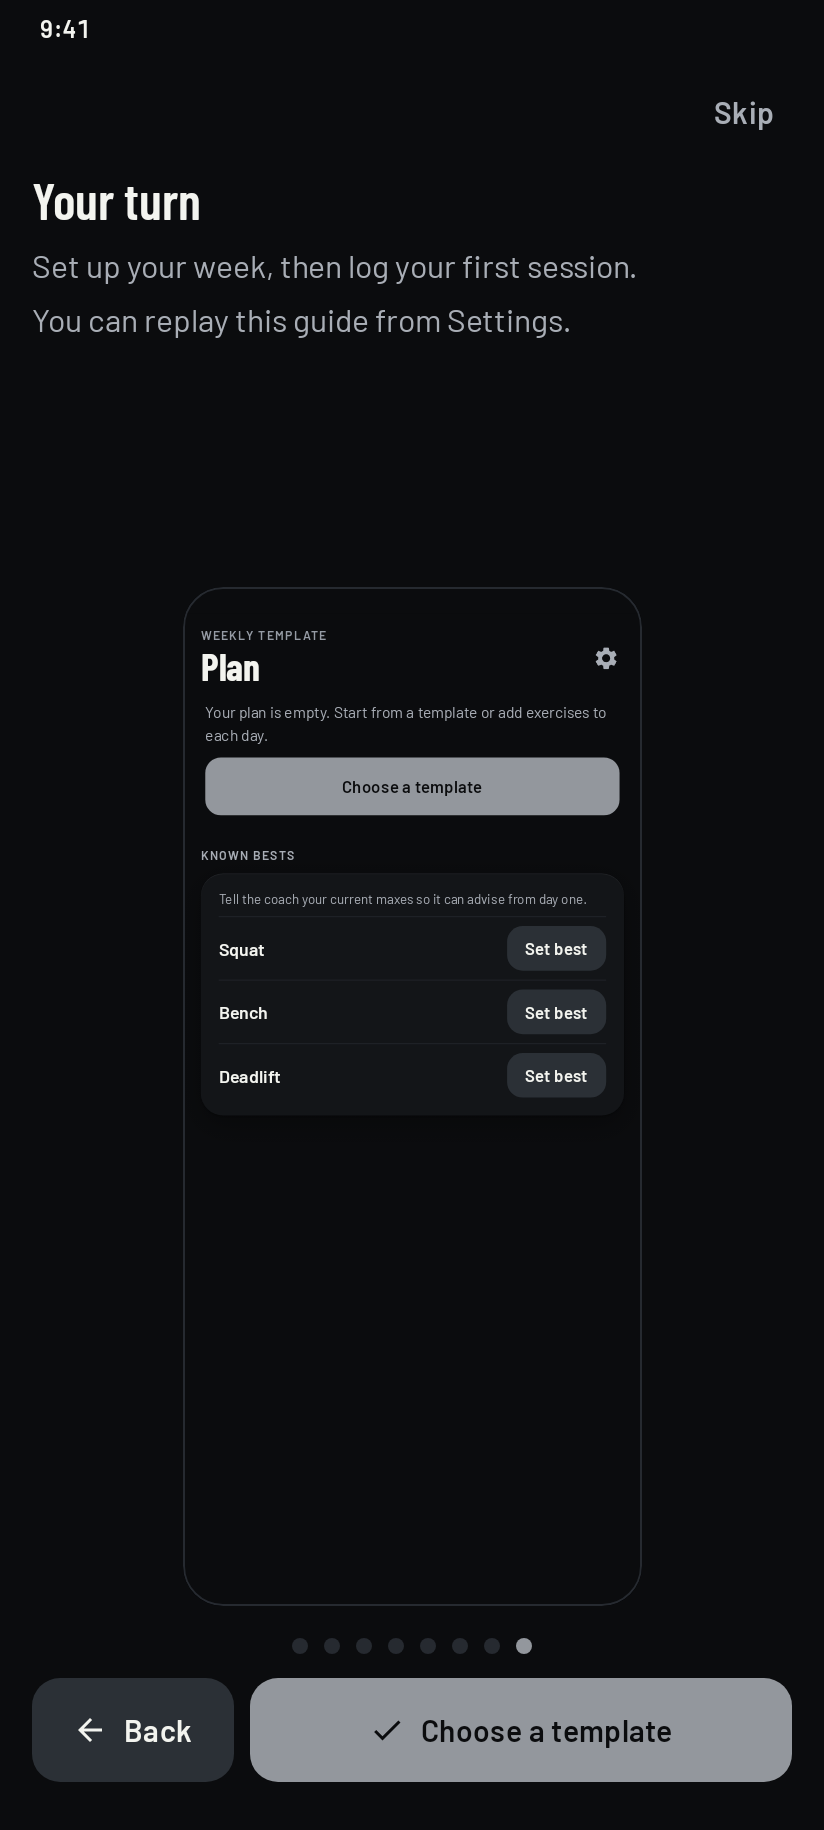 9:41
Skip
Your turn
Set up your week, then log your first session.
You can replay this guide from Settings.
WEEKLY TEMPLATE
Plan
Your plan is empty. Start from a template or add exercises to
each day.
Choose a template
KNOWN BESTS
Tell the coach your current maxes so it can advise from day one.
Squat
Set best
Bench
Set best
Deadlift
Set best
Back
Choose a template